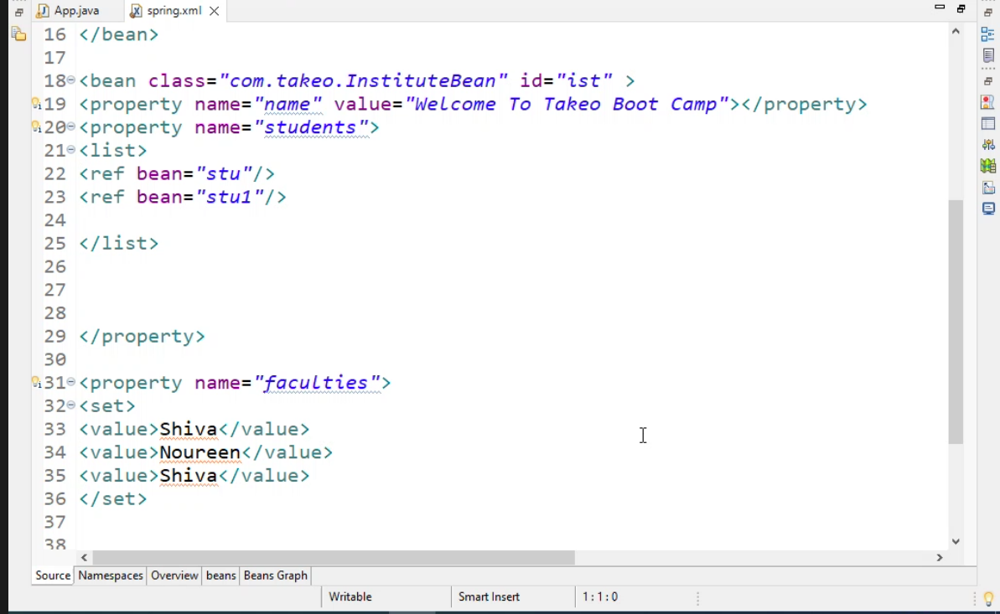 App.java spring.xml
16 </bean>
17
18 <bean class="com.takeo.InstituteBean" id="ist" >
19 <property name="name" value="Welcome To Takeo Boot Camp"></property>
20 <property name="students">
21 <list>
22 <ref bean="stu"/>
23 <ref bean="stu1"/>
24
25 </list>
26
27
28
29 </property>
30
31 <property name="faculties">
32 <set>
33 <value>Shiva</value>
34 <value>Noureen</value>
35 <value>Shiva</value>
36 </set>
37
38
Source Namespaces Overview beans Beans Graph
Writable Smart Insert 1:1:0